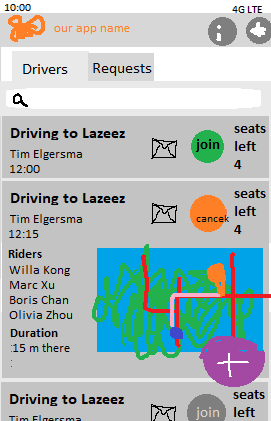 10:00 4G LTE
our app name
i
Drivers Requests
Driving to Lazeez
Tim Elgersma
12:00
join
seats
left
4
Driving to Lazeez
Tim Elgersma
12:15
cancek
seats
left
4
Riders
Willa Kong
Marc Xu
Boris Chan
Olivia Zhou
Duration
15 m there
:
Driving to Lazeez
Tim Elgersma
join
seats
left